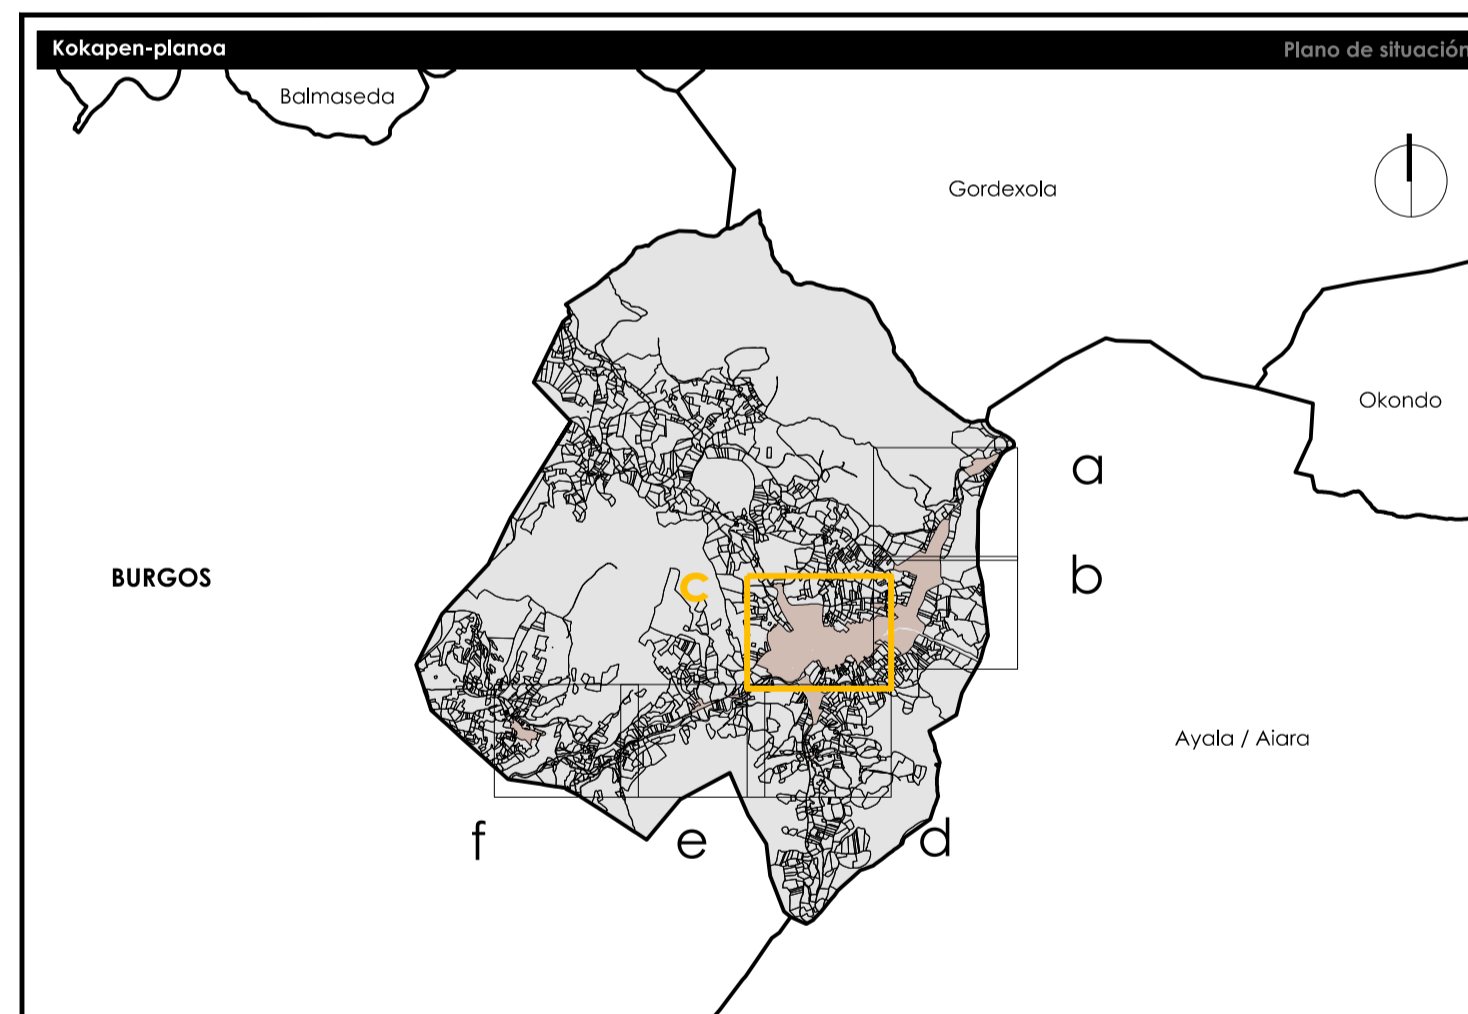 Kokapen-planoa
Plano de situación
Balmaseda
Gordexola
Okondo
a
BURGOS
c
b
Ayala / Aiara
f
e
d